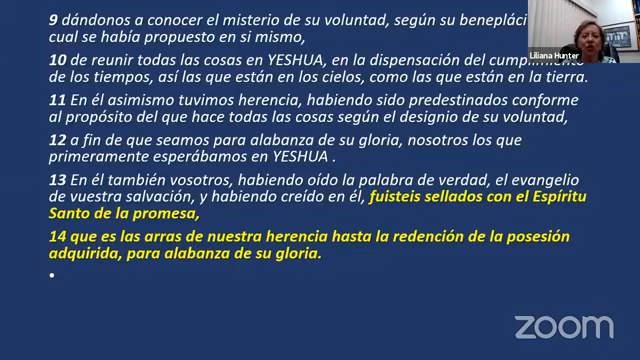 9 dándonos a conocer el misterio de su voluntad, según su benepláci
cual se había propuesto en si mismo,
10 de reunir todas las cosas en YESHUA, en la dispensación del cumplimiento
de los tiempos, así las que están en los cielos, como las que están en la tierra.
11 En él asimismo tuvimos herencia, habiendo sido predestinados conforme
al propósito del que hace todas las cosas según el designio de su voluntad,
12 a fin de que seamos para alabanza de su gloria, nosotros los que
primeramente esperábamos en YESHUA .
13 En él también vosotros, habiendo oído la palabra de verdad, el evangelio
de vuestra salvación, y habiendo creído en él, fuisteis sellados con el Espíritu
Santo de la promesa,
14 que es las arras de nuestra herencia hasta la redención de la posesión
adquirida, para alabanza de su gloria.
Liliana Hunter
zoom